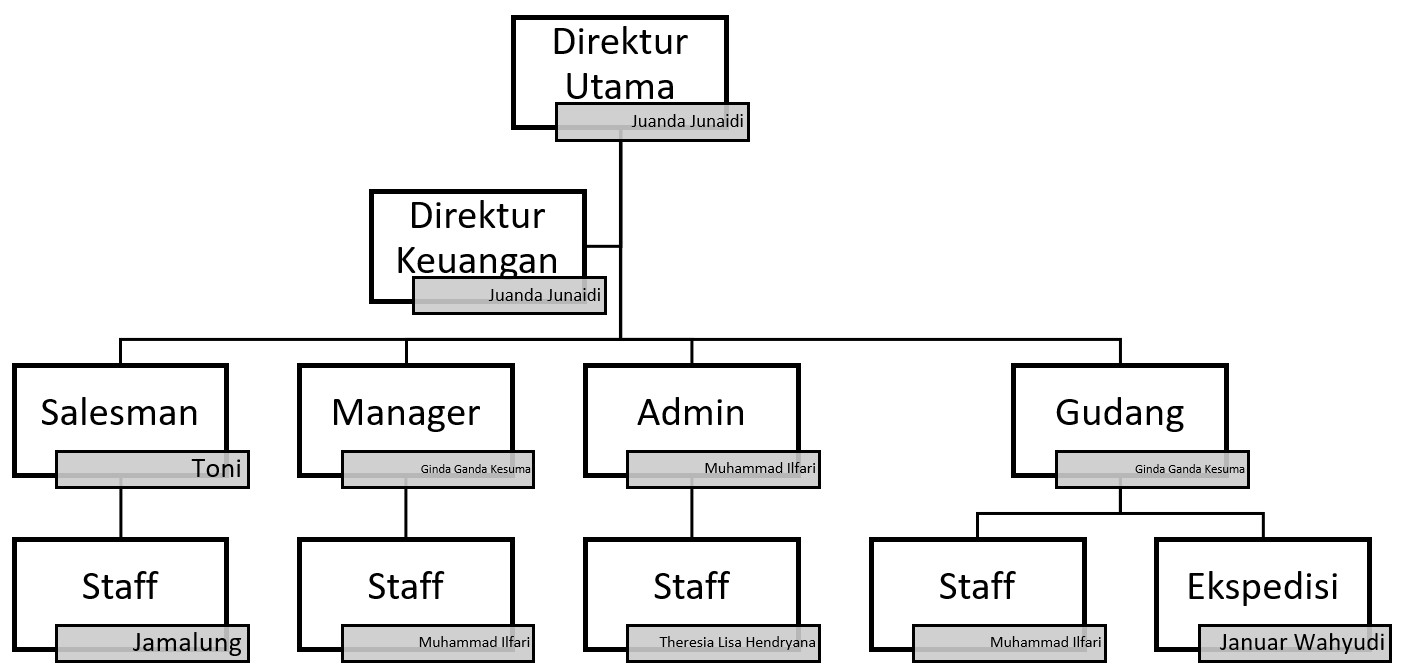 Direktur
Utama
Juanda Junaidi
Direktur
Keuangan
Juanda Junaidi
Salesman
Toni
Manager
Ginda Ganda Kesuma
Admin
Muhammad Ilfari
Gudang
Ginda Ganda Kesuma
Staff
Jamalung
Staff
Muhammad Ilfari
Staff
Theresia Lisa Hendryana
Staff
Muhammad Ilfari
Ekspedisi
Januar Wahyudi